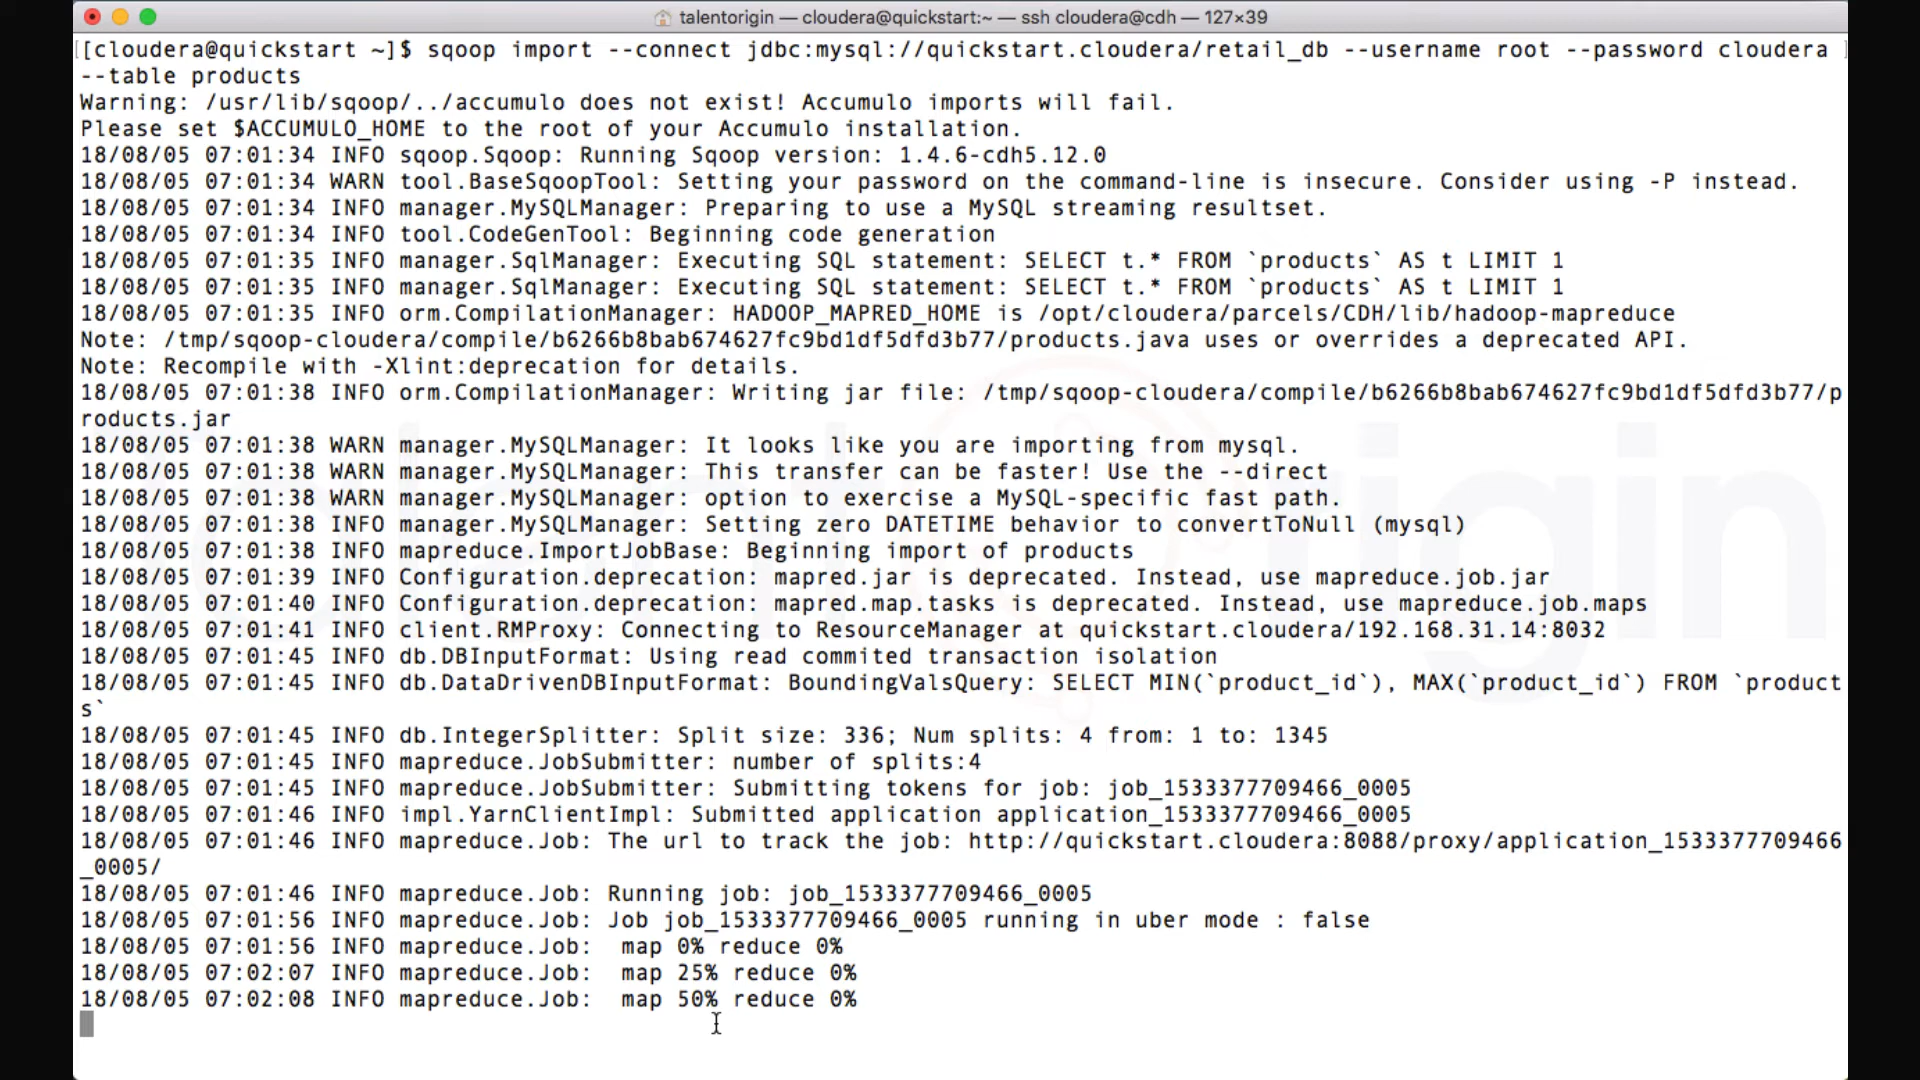 talentorigin — cloudera@quickstart:~ — ssh cloudera@cdh — 127×39
[cloudera@quickstart ~]$ sqoop import --connect jdbc:mysql://quickstart.cloudera/retail_db --username root --password cloudera
--table products
Warning: /usr/lib/sqoop/../accumulo does not exist! Accumulo imports will fail.
Please set $ACCUMULO_HOME to the root of your Accumulo installation.
18/08/05 07:01:34 INFO sqoop.Sqoop: Running Sqoop version: 1.4.6-cdh5.12.0
18/08/05 07:01:34 WARN tool.BaseSqoopTool: Setting your password on the command-line is insecure. Consider using -P instead.
18/08/05 07:01:34 INFO manager.MySQLManager: Preparing to use a MySQL streaming resultset.
18/08/05 07:01:34 INFO tool.CodeGenTool: Beginning code generation
18/08/05 07:01:35 INFO manager.SqlManager: Executing SQL statement: SELECT t.* FROM `products` AS t LIMIT 1
18/08/05 07:01:35 INFO manager.SqlManager: Executing SQL statement: SELECT t.* FROM `products` AS t LIMIT 1
18/08/05 07:01:35 INFO orm.CompilationManager: HADOOP_MAPRED_HOME is /opt/cloudera/parcels/CDH/lib/hadoop-mapreduce
Note: /tmp/sqoop-cloudera/compile/b6266b8bab674627fc9bd1df5dfd3b77/products.java uses or overrides a deprecated API.
Note: Recompile with -Xlint:deprecation for details.
18/08/05 07:01:38 INFO orm.CompilationManager: Writing jar file: /tmp/sqoop-cloudera/compile/b6266b8bab674627fc9bd1df5dfd3b77/p
roducts.jar
18/08/05 07:01:38 WARN manager.MySQLManager: It looks like you are importing from mysql.
18/08/05 07:01:38 WARN manager.MySQLManager: This transfer can be faster! Use the --direct
18/08/05 07:01:38 WARN manager.MySQLManager: option to exercise a MySQL-specific fast path.
18/08/05 07:01:38 INFO manager.MySQLManager: Setting zero DATETIME behavior to convertToNull (mysql)
18/08/05 07:01:38 INFO mapreduce.ImportJobBase: Beginning import of products
18/08/05 07:01:39 INFO Configuration.deprecation: mapred.jar is deprecated. Instead, use mapreduce.job.jar
18/08/05 07:01:40 INFO Configuration.deprecation: mapred.map.tasks is deprecated. Instead, use mapreduce.job.maps
18/08/05 07:01:41 INFO client.RMProxy: Connecting to ResourceManager at quickstart.cloudera/192.168.31.14:8032
18/08/05 07:01:45 INFO db.DBInputFormat: Using read commited transaction isolation
18/08/05 07:01:45 INFO db.DataDrivenDBInputFormat: BoundingValsQuery: SELECT MIN(`product_id`), MAX(`product_id`) FROM `product
s`
18/08/05 07:01:45 INFO db.IntegerSplitter: Split size: 336; Num splits: 4 from: 1 to: 1345
18/08/05 07:01:45 INFO mapreduce.JobSubmitter: number of splits:4
18/08/05 07:01:45 INFO mapreduce.JobSubmitter: Submitting tokens for job: job_1533377709466_0005
18/08/05 07:01:46 INFO impl.YarnClientImpl: Submitted application application_1533377709466_0005
18/08/05 07:01:46 INFO mapreduce.Job: The url to track the job: http://quickstart.cloudera:8088/proxy/application_1533377709466
_0005/
18/08/05 07:01:46 INFO mapreduce.Job: Running job: job_1533377709466_0005
18/08/05 07:01:56 INFO mapreduce.Job: Job job_1533377709466_0005 running in uber mode : false
18/08/05 07:01:56 INFO mapreduce.Job:  map 0% reduce 0%
18/08/05 07:02:07 INFO mapreduce.Job:  map 25% reduce 0%
18/08/05 07:02:08 INFO mapreduce.Job:  map 50% reduce 0%